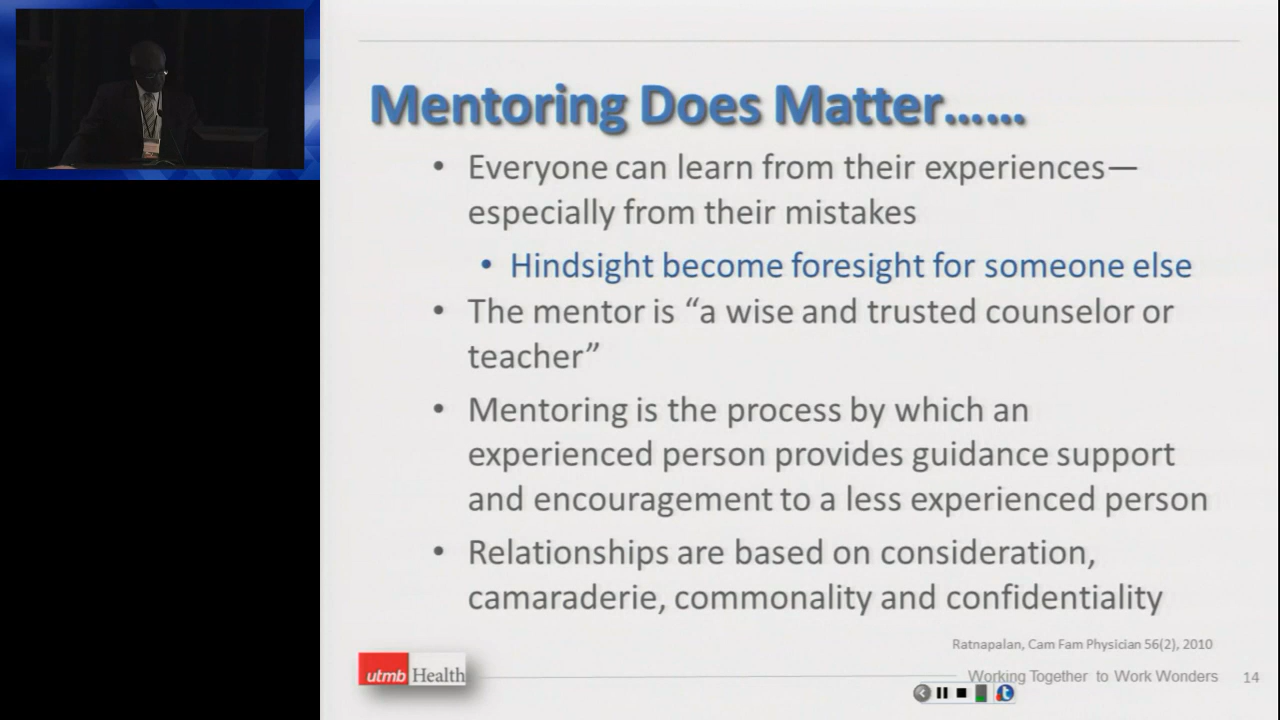 Mentoring Does Matter......
• Everyone can learn from their experiences—
especially from their mistakes
• Hindsight become foresight for someone else
• The mentor is “a wise and trusted counselor or
teacher”
• Mentoring is the process by which an
experienced person provides guidance support
and encouragement to a less experienced person
• Relationships are based on consideration,
camaraderie, commonality and confidentiality
Ratnapalan, Cam Fam Physician 56(2), 2010
utmb Health
Working Together to Work Wonders 14